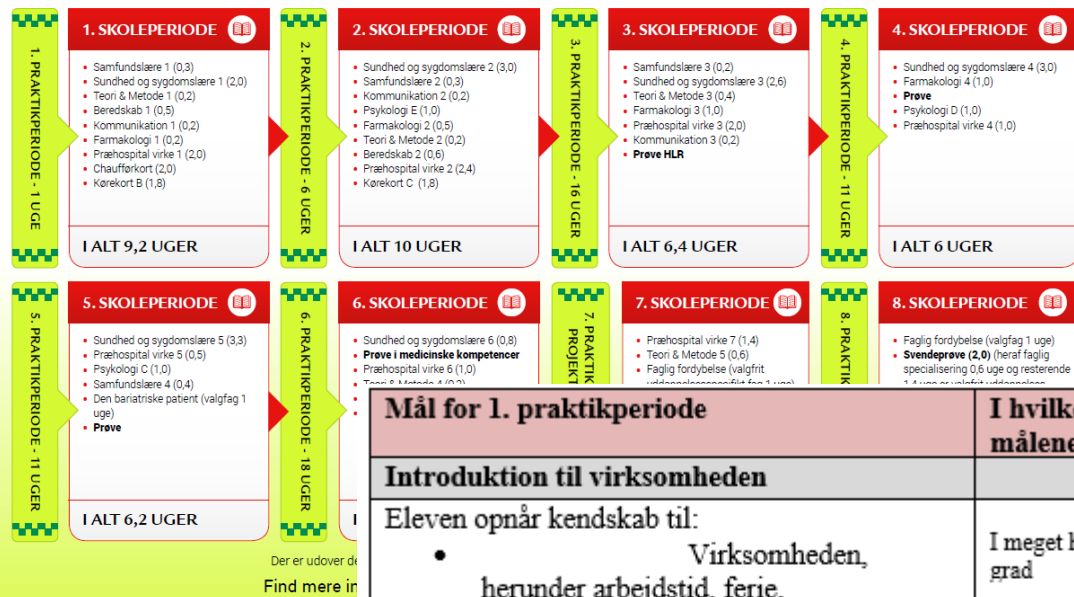 1. PRAKTIKPERIODE - 1 UGE
1. SKOLEPERIODE
• Samfundslære 1 (0,3)
• Sundhed og sygdomslære 1 (2,0)
• Teori & Metode 1 (0,2)
• Beredskab 1 (0,5)
• Kommunikation 1 (0,2)
• Farmakologi 1 (0,2)
• Præhospital virke 1 (2,0)
• Chaufførkort (2,0)
• Kørekort B (1,8)
I ALT 9,2 UGER
2. PRAKTIKPERIODE - 6 UGER
2. SKOLEPERIODE
• Sundhed og sygdomslære 2 (3,0)
• Samfundslære 2 (0,3)
• Kommunikation 2 (0,2)
• Psykologi E (1,0)
• Farmakologi 2 (0,5)
• Teori & Metode 2 (0,2)
• Beredskab 2 (0,6)
• Præhospital virke 2 (2,4)
• Kørekort C (1,8)
I ALT 10 UGER
3. PRAKTIKPERIODE - 16 UGER
3. SKOLEPERIODE
• Samfundslære 3 (0,2)
• Sundhed og sygdomslære 3 (2,6)
• Teori & Metode 3 (0,4)
• Farmakologi 3 (1,0)
• Præhospital virke 3 (2,0)
• Kommunikation 3 (0,2)
• Prøve HLR
I ALT 6,4 UGER
4. PRAKTIKPERIODE - 11 UGER
4. SKOLEPERIODE
• Sundhed og sygdomslære 4 (3,0)
• Farmakologi 4 (1,0)
• Prøve
• Psykologi D (1,0)
• Præhospital virke 4 (1,0)
I ALT 6 UGER
5. PRAKTIKPERIODE - 11 UGER
5. SKOLEPERIODE
• Sundhed og sygdomslære 5 (3,3)
• Præhospital virke 5 (0,5)
• Psykologi C (1,0)
• Samfundslære 4 (0,4)
• Den bariatriske patient (valgfag 1
uge)
• Prøve
I ALT 6,2 UGER
6. PRAKTIKPERIODE - 18 UGER
6. SKOLEPERIODE
• Sundhed og sygdomslære 6 (0,8)
• Prøve i medicinske kompetencer
• Præhospital virke 6 (1,0)
7. PRAKTIK
PROJEKT
7. SKOLEPERIODE
• Præhospital virke 7 (1,4)
• Teori & Metode 5 (0,6)
• Faglig fordybelse (valgfrit
8. PRAKTIK
8. SKOLEPERIODE
• Faglig fordybelse (valgfag 1 uge)
• Svendeprøve (2,0) (heraf faglig
specialisering 0,6 uge og resterende
Der er udover de
Find mere in
Mål for 1. praktikperiode
I hvilk
målene
Introduktion til virksomheden
Eleven opnår kendskab til:
• Virksomheden,
herunder arbejdstid, ferie,
I meget h
grad